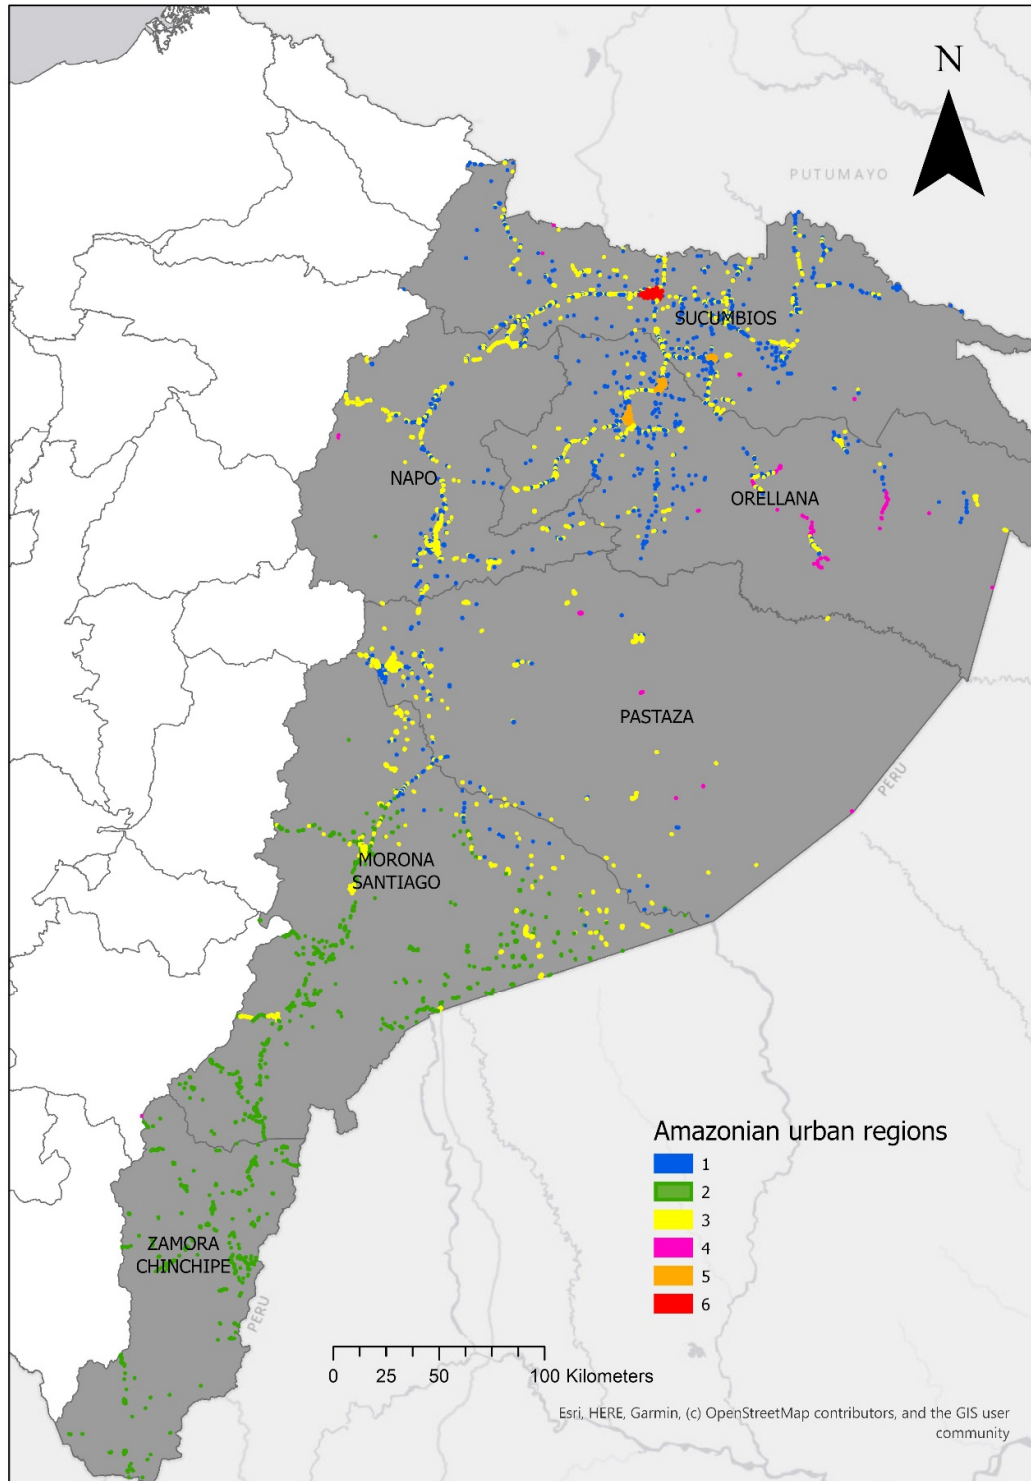 N
PUTUMAYO
SUCUMBIOS
NAPO
ORELLANA
PASTAZA
PERU
MORONA
SANTIAGO
Amazonian urban regions
1
2
3
4
5
6
ZAMORA
CHINCHIPE
PERU
0 25 50 100 Kilometers
Esri, HERE, Garmin, (c) OpenStreetMap contributors, and the GIS user
community